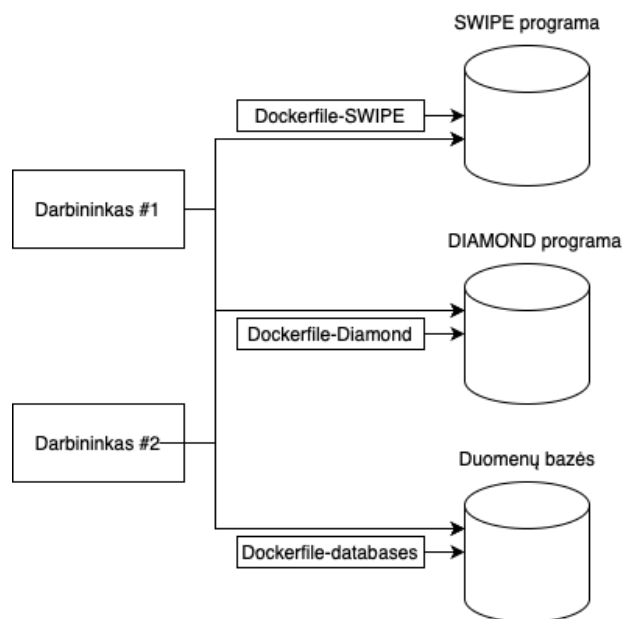 SWIPE programa
Dockerfile-SWIPE
Darbininkas #1
DIAMOND programa
Dockerfile-Diamond
Darbininkas #2
Duomenų bazės
Dockerfile-databases